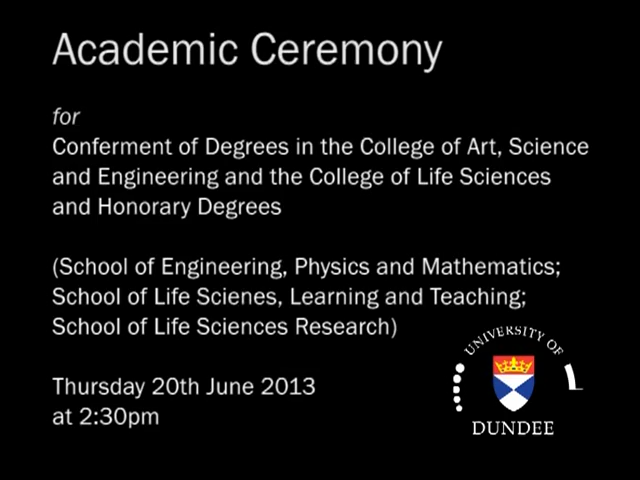 Academic Ceremony
for
Conferment of Degrees in the College of Art, Science
and Engineering and the College of Life Sciences
and Honorary Degrees
(School of Engineering, Physics and Mathematics;
School of Life Scienes, Learning and Teaching;
School of Life Sciences Research)
Thursday 20th June 2013
at 2:30pm
UNIVERSITY OF
DUNDEE